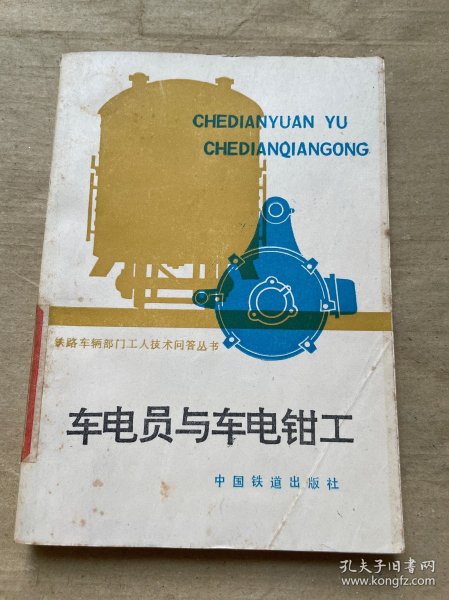 CHEDIANYUAN YU
CHEDIANQIANGONG
铁路车辆部门工人技术问答丛书
车电员与车电钳工
中国铁道出版社
孔夫子旧书网
www.kongfz.com